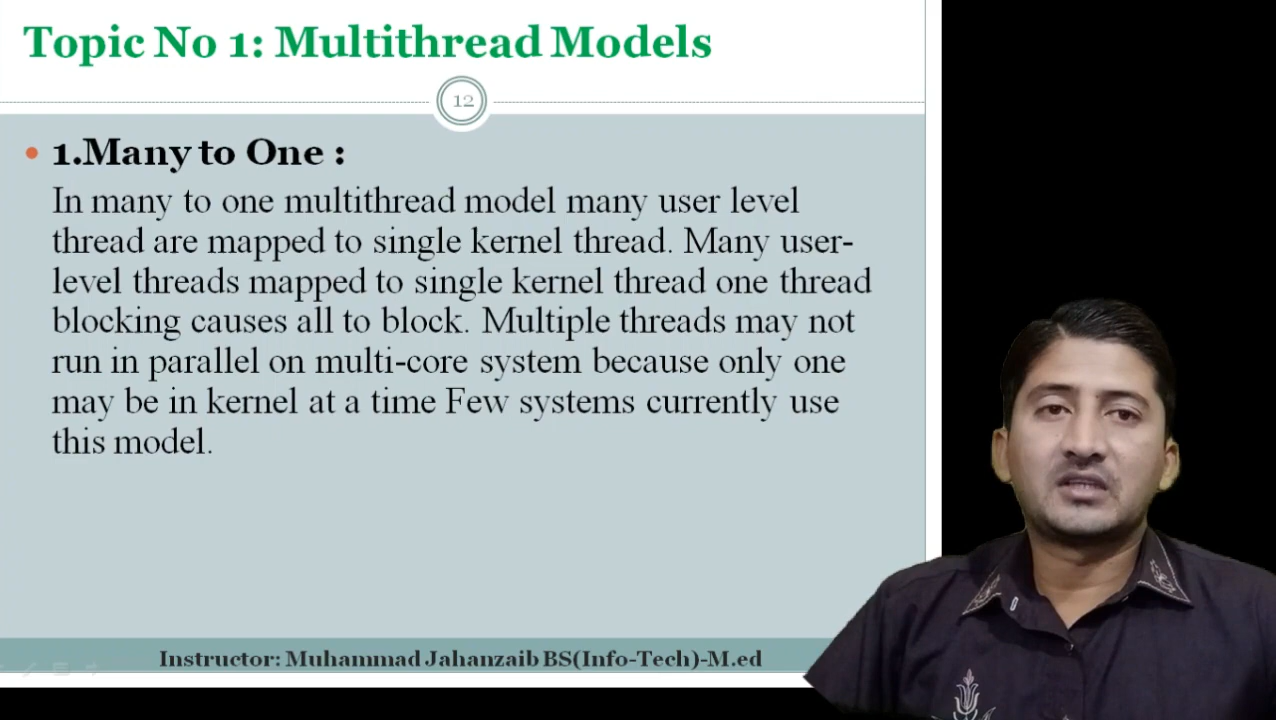 Topic No 1: Multithread Models
12
• 1.Many to One :
In many to one multithread model many user level
thread are mapped to single kernel thread. Many user-
level threads mapped to single kernel thread one thread
blocking causes all to block. Multiple threads may not
run in parallel on multi-core system because only one
may be in kernel at a time Few systems currently use
this model.
Instructor: Muhammad Jahanzaib BS(Info-Tech)-M.ed